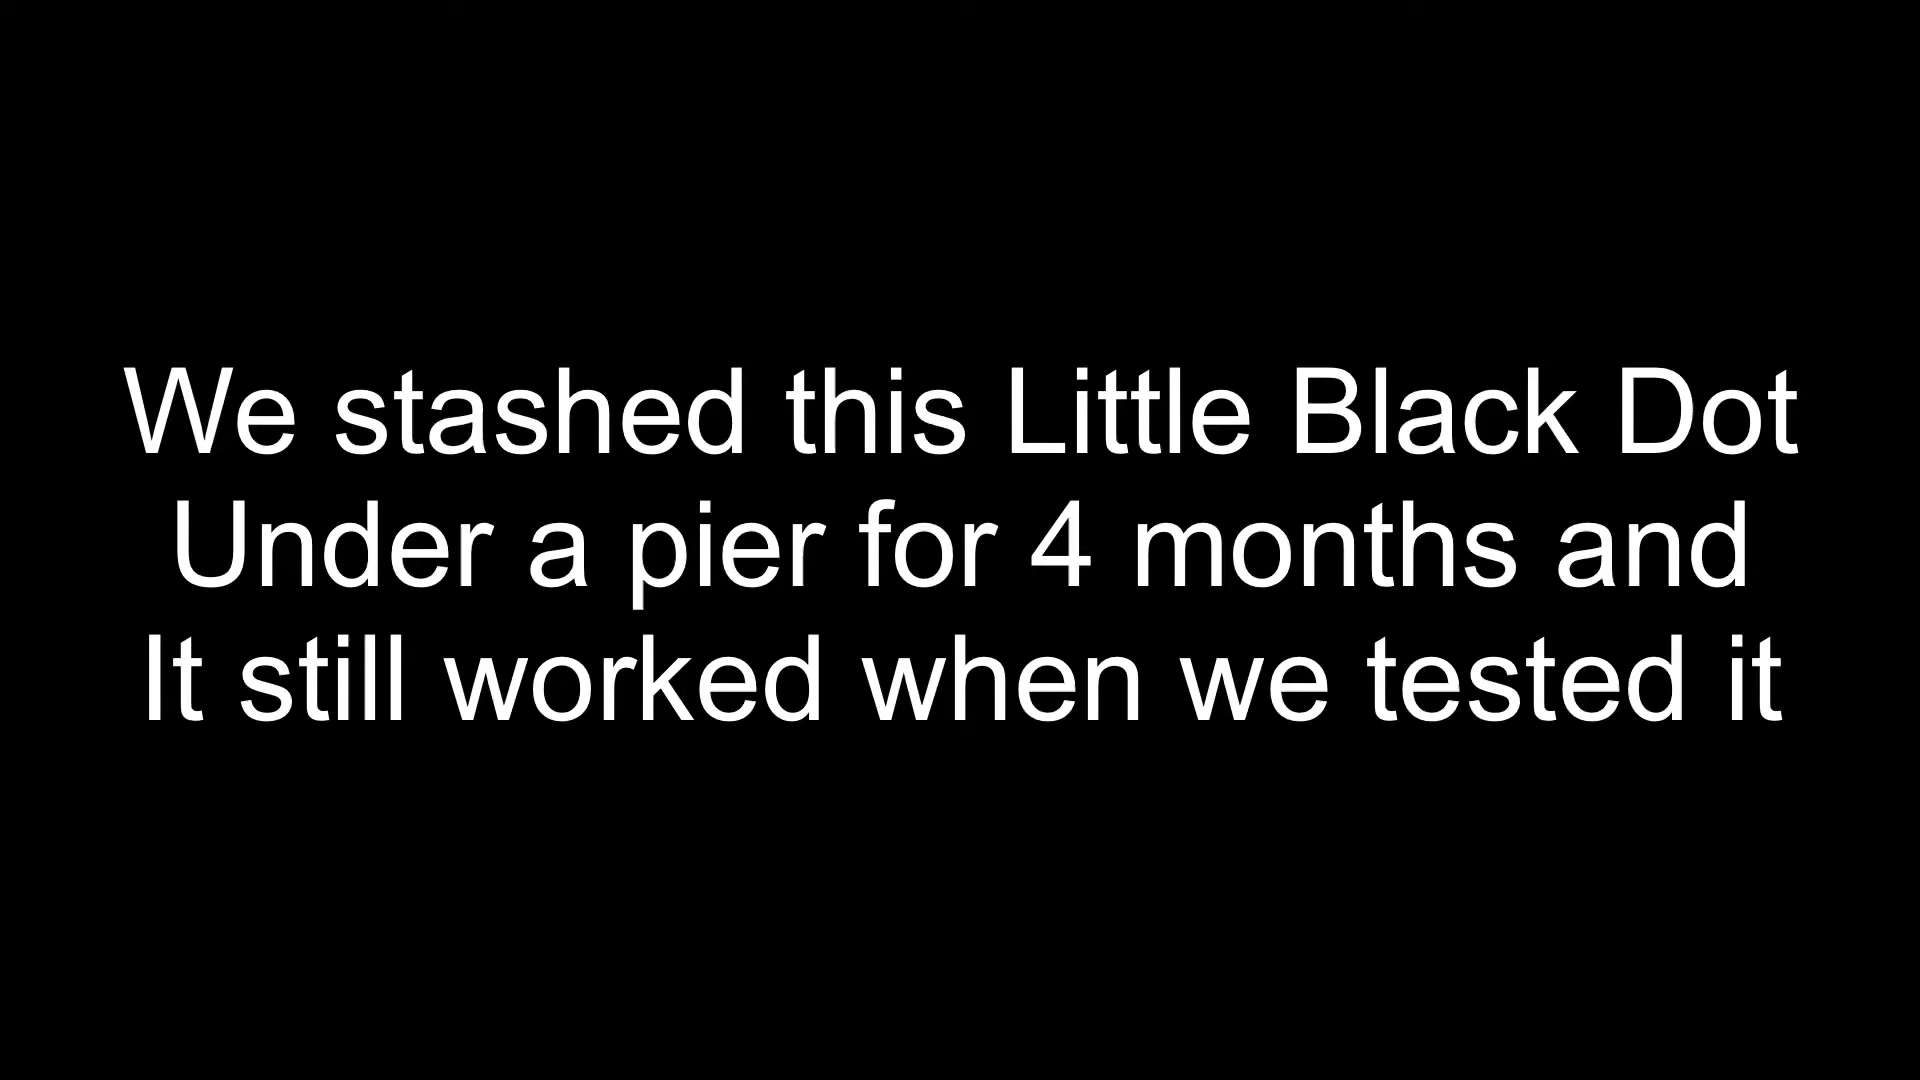 We stashed this Little Black Dot
Under a pier for 4 months and
It still worked when we tested it